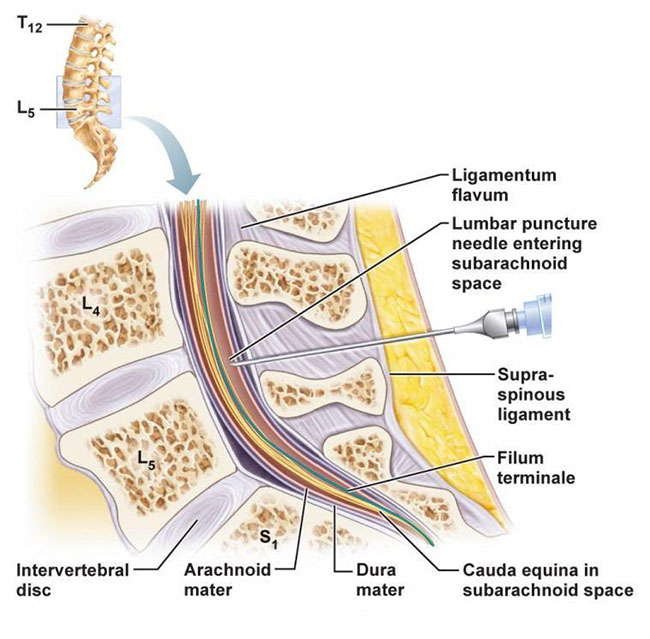 T12
L5
Ligamentum
flavum
Lumbar puncture
needle entering
subarachnoid
space
L4
Supra-
spinous
ligament
L5
Filum
terminale
S1
Intervertebral
disc
Arachnoid
mater
Dura
mater
Cauda equina in
subarachnoid space